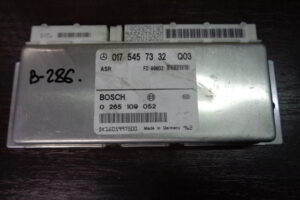 017 545 73 32 Q03
ASR
B-286.
BOSCH
0 265 109 052
Made in Germany